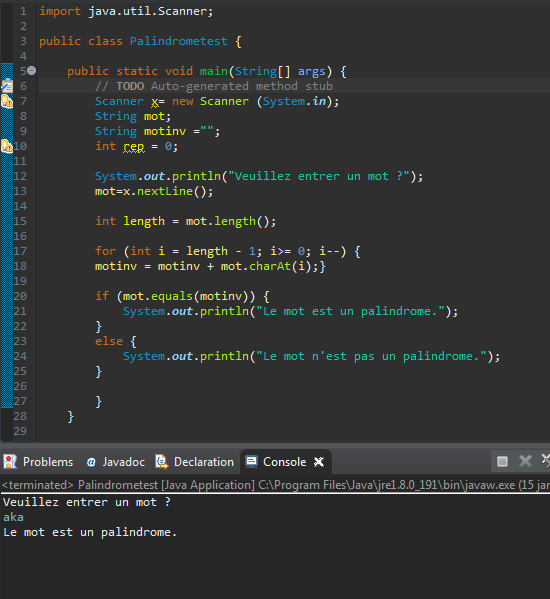 1 import java.util.Scanner;
2
3 public class Palindrometest {
4
5 public static void main(String[] args) {
6 // TODO Auto-generated method stub
7 Scanner x= new Scanner (System.in);
8 String mot;
9 String motinv ="";
10 int rep = 0;
11
12 System.out.println("Veuillez entrer un mot ?");
13 mot=x.nextLine();
14
15 int length = mot.length();
16
17 for (int i = length - 1; i>= 0; i--) {
18 motinv = motinv + mot.charAt(i);}
19
20 if (mot.equals(motinv)) {
21 System.out.println("Le mot est un palindrome.");
22 }
23 else {
24 System.out.println("Le mot n'est pas un palindrome.");
25 }
26
27 }
28 }
29
Problems @ Javadoc Declaration Console
<terminated> Palindrometest [Java Application] C:\Program Files\Java\jre1.8.0_191\bin\javaw.exe (15 jan
Veuillez entrer un mot ?
aka
Le mot est un palindrome.